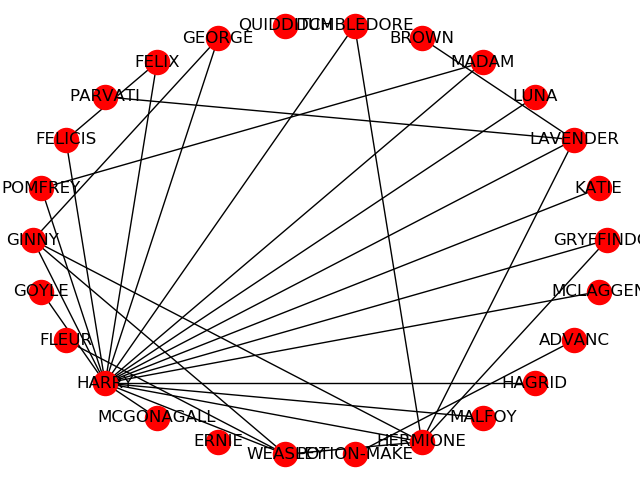 QUIDDITCH
DUMBLEDORE
GEORGE
BROWN
FELIX
MADAM
PARVATI
LUNA
FELICIS
LAVENDER
POMFREY
KATIE
GINNY
GRYFFINDO
GOYLE
MCLAGGEN
FLEUR
ADVANC
HARRY
HAGRID
MCGONAGALL
MALFOY
ERNIE
HERMIONE
WEASLEY
POTION-MAKE